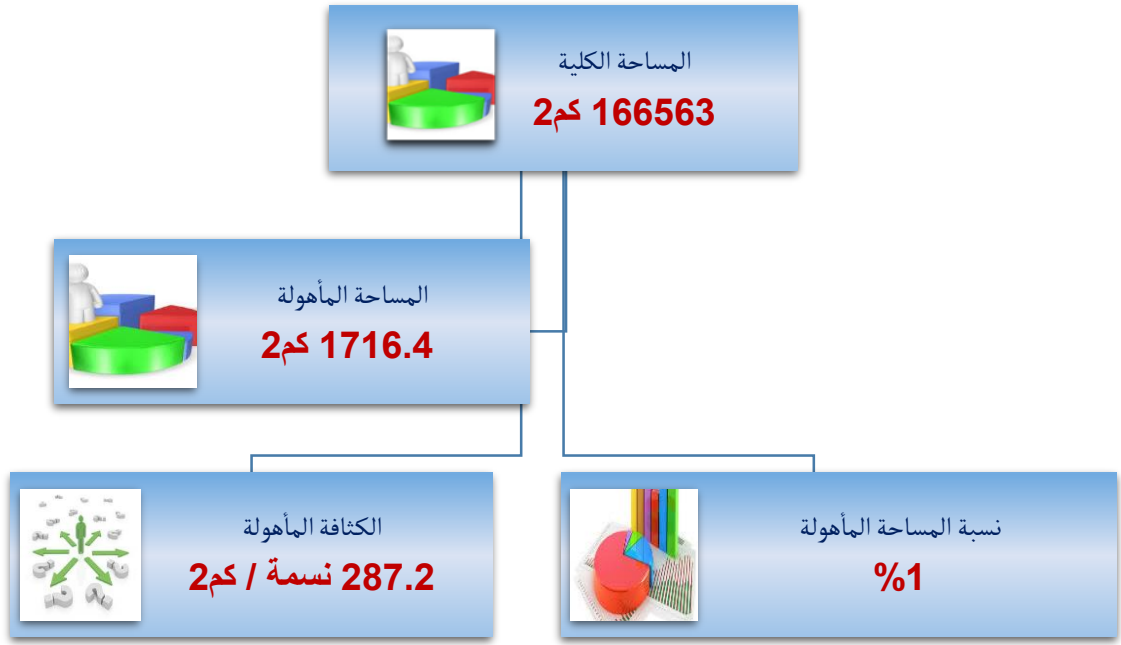 المساحة الكلية
166563 كم2
المساحة المأهولة
1716.4 كم2
نسبة المساحة المأهولة
%1
الكثافة المأهولة
287.2 نسمة / كم2